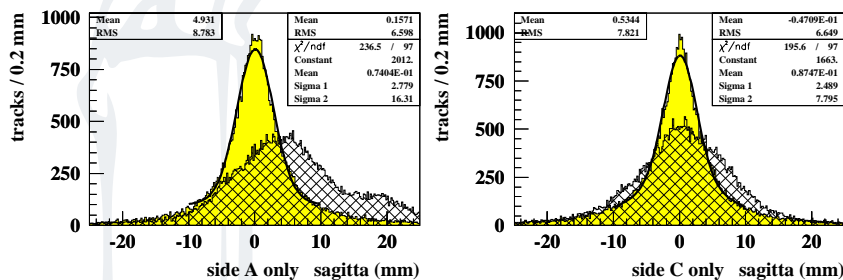 Mean 4.931
RMS 8.783
Mean 0.1571
RMS 6.598
χ²/ndf 236.5 / 97
Constant 2012.
Mean 0.7404E-01
Sigma 1 2.779
Sigma 2 16.31
tracks / 0.2 mm
1000
750
500
250
0
-20 -10 0 10 20
side A only sagitta (mm)
Mean 0.5344
RMS 7.821
Mean -0.4709E-01
RMS 6.649
χ²/ndf 195.6 / 97
Constant 1663.
Mean 0.8747E-01
Sigma 1 2.489
Sigma 2 7.795
tracks / 0.2 mm
1000
750
500
250
0
-20 -10 0 10 20
side C only sagitta (mm)